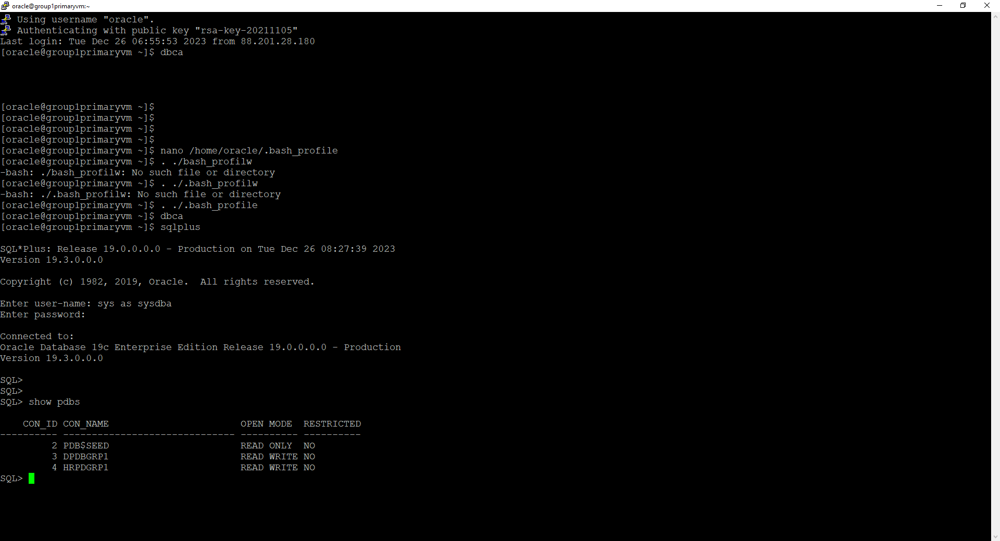 oracle@group1primaryvm:~
Using username "oracle".
Authenticating with public key "rsa-key-20211105"
Last login: Tue Dec 26 06:55:53 2023 from 88.201.28.180
[oracle@group1primaryvm ~]$ dbca
[oracle@group1primaryvm ~]$
[oracle@group1primaryvm ~]$
[oracle@group1primaryvm ~]$
[oracle@group1primaryvm ~]$
[oracle@group1primaryvm ~]$ nano /home/oracle/.bash_profile
[oracle@group1primaryvm ~]$ . ./bash_profilw
-bash: ./bash_profilw: No such file or directory
[oracle@group1primaryvm ~]$ . ./.bash_profilw
-bash: ./.bash_profilw: No such file or directory
[oracle@group1primaryvm ~]$ . ./.bash_profile
[oracle@group1primaryvm ~]$ dbca
[oracle@group1primaryvm ~]$ sqlplus
SQL*Plus: Release 19.0.0.0.0 - Production on Tue Dec 26 08:27:39 2023
Version 19.3.0.0.0
Copyright (c) 1982, 2019, Oracle.  All rights reserved.
Enter user-name: sys as sysdba
Enter password:
Connected to:
Oracle Database 19c Enterprise Edition Release 19.0.0.0.0 - Production
Version 19.3.0.0.0
SQL>
SQL>
SQL> show pdbs
    CON_ID CON_NAME                       OPEN MODE  RESTRICTED
---------- ------------------------------ ---------- ----------
         2 PDB$SEED                       READ ONLY  NO
         3 DPDBGRP1                       READ WRITE NO
         4 HRPDGRP1                       READ WRITE NO
SQL>